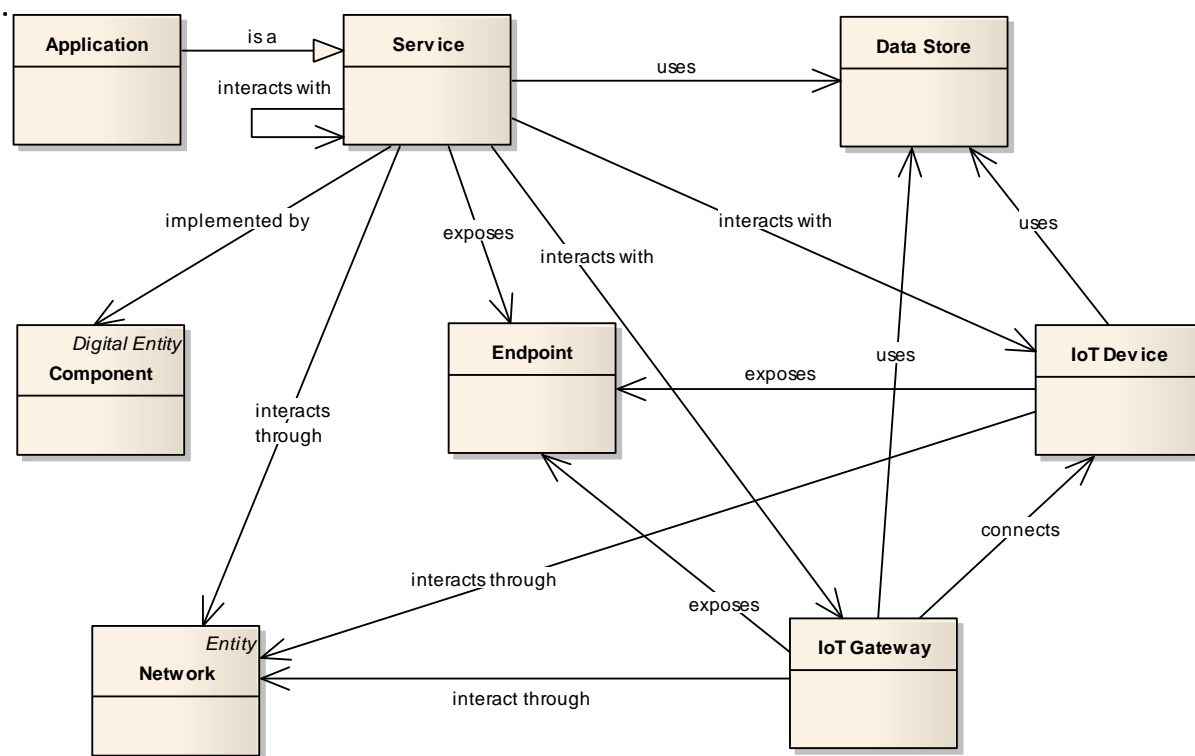 Application
is a
Service
Data Store
interacts with
uses
implemented by
exposes
interacts with
interacts with
uses
Digital Entity
Component
Endpoint
uses
IoT Device
exposes
interacts
through
connects
interacts through
exposes
Entity
Network
interact through
IoT Gateway